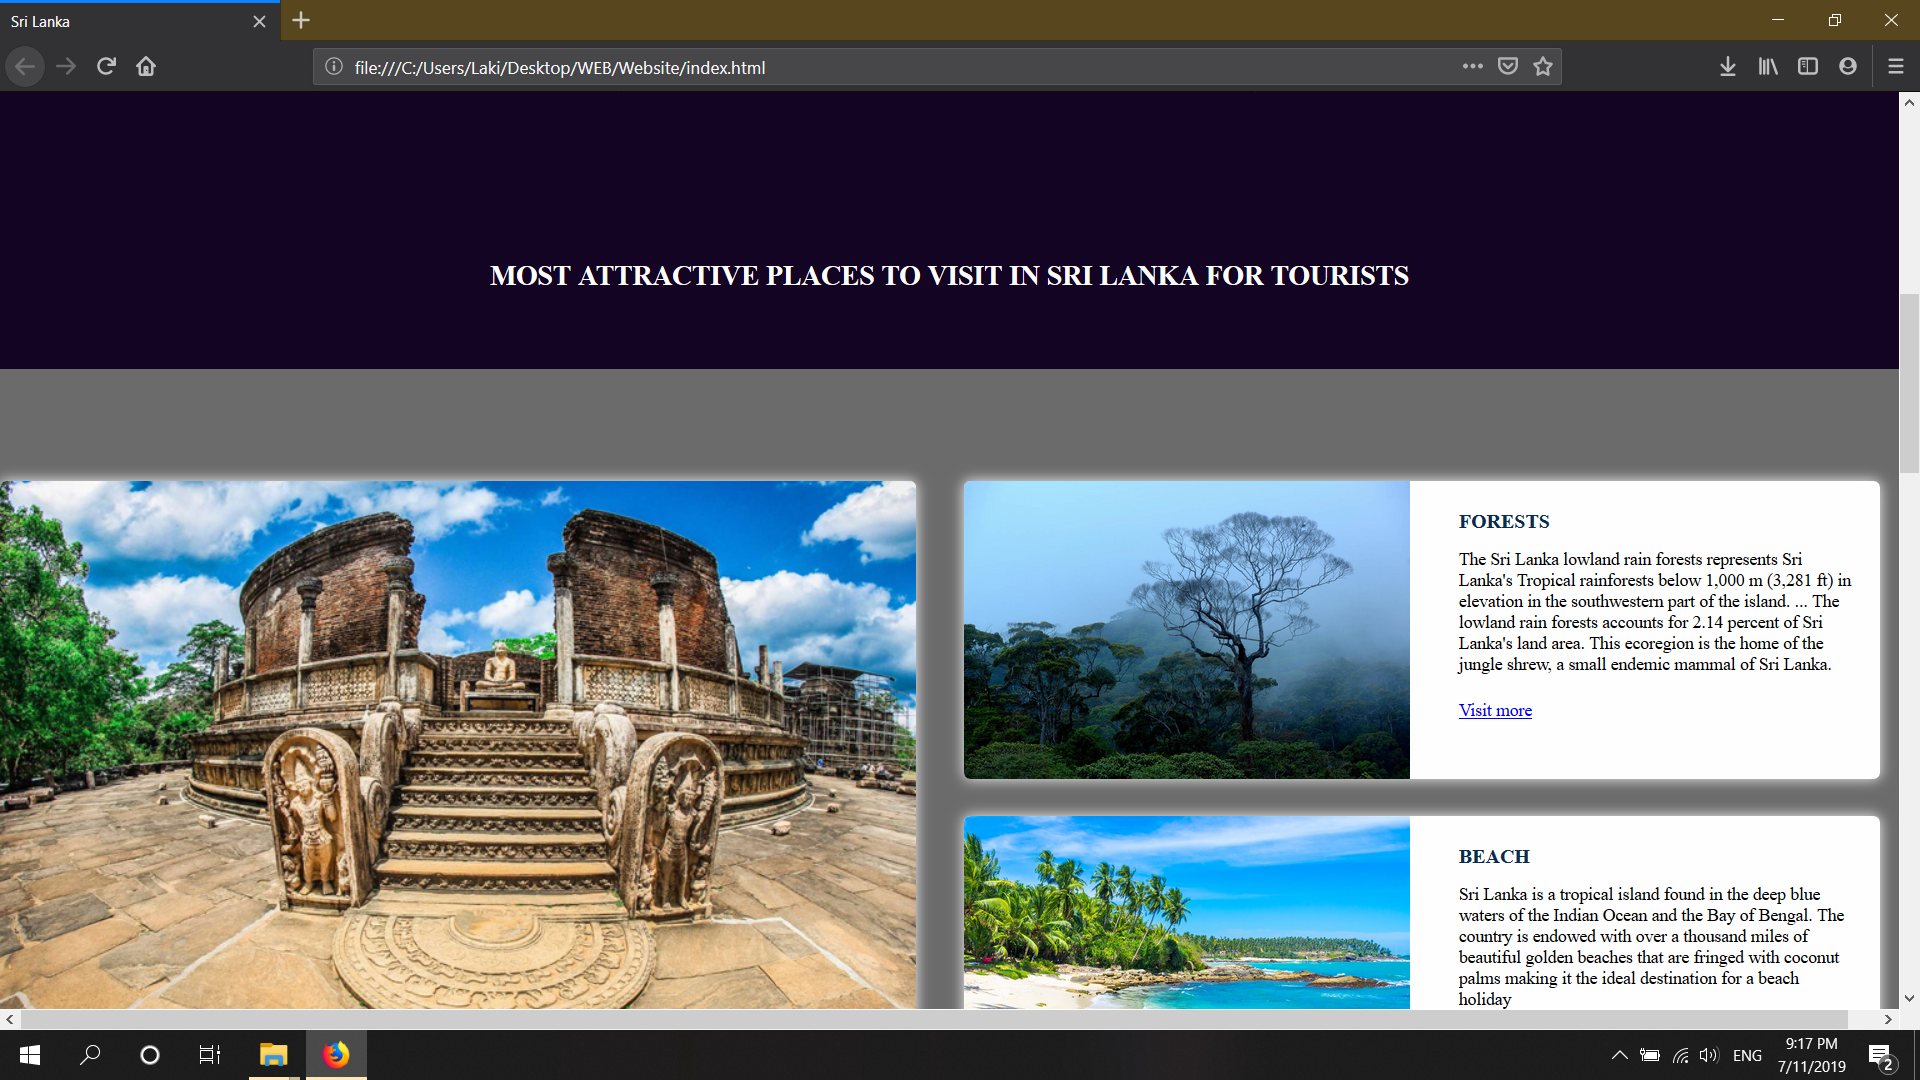 Sri Lanka
file:///C:/Users/Laki/Desktop/WEB/Website/index.html
MOST ATTRACTIVE PLACES TO VISIT IN SRI LANKA FOR TOURISTS
FORESTS
The Sri Lanka lowland rain forests represents Sri
Lanka's Tropical rainforests below 1,000 m (3,281 ft) in
elevation in the southwestern part of the island. ... The
lowland rain forests accounts for 2.14 percent of Sri
Lanka's land area. This ecoregion is the home of the
jungle shrew, a small endemic mammal of Sri Lanka.
Visit more
BEACH
Sri Lanka is a tropical island found in the deep blue
waters of the Indian Ocean and the Bay of Bengal. The
country is endowed with over a thousand miles of
beautiful golden beaches that are fringed with coconut
palms making it the ideal destination for a beach
holiday
ENG
9:17 PM
7/11/2019
2